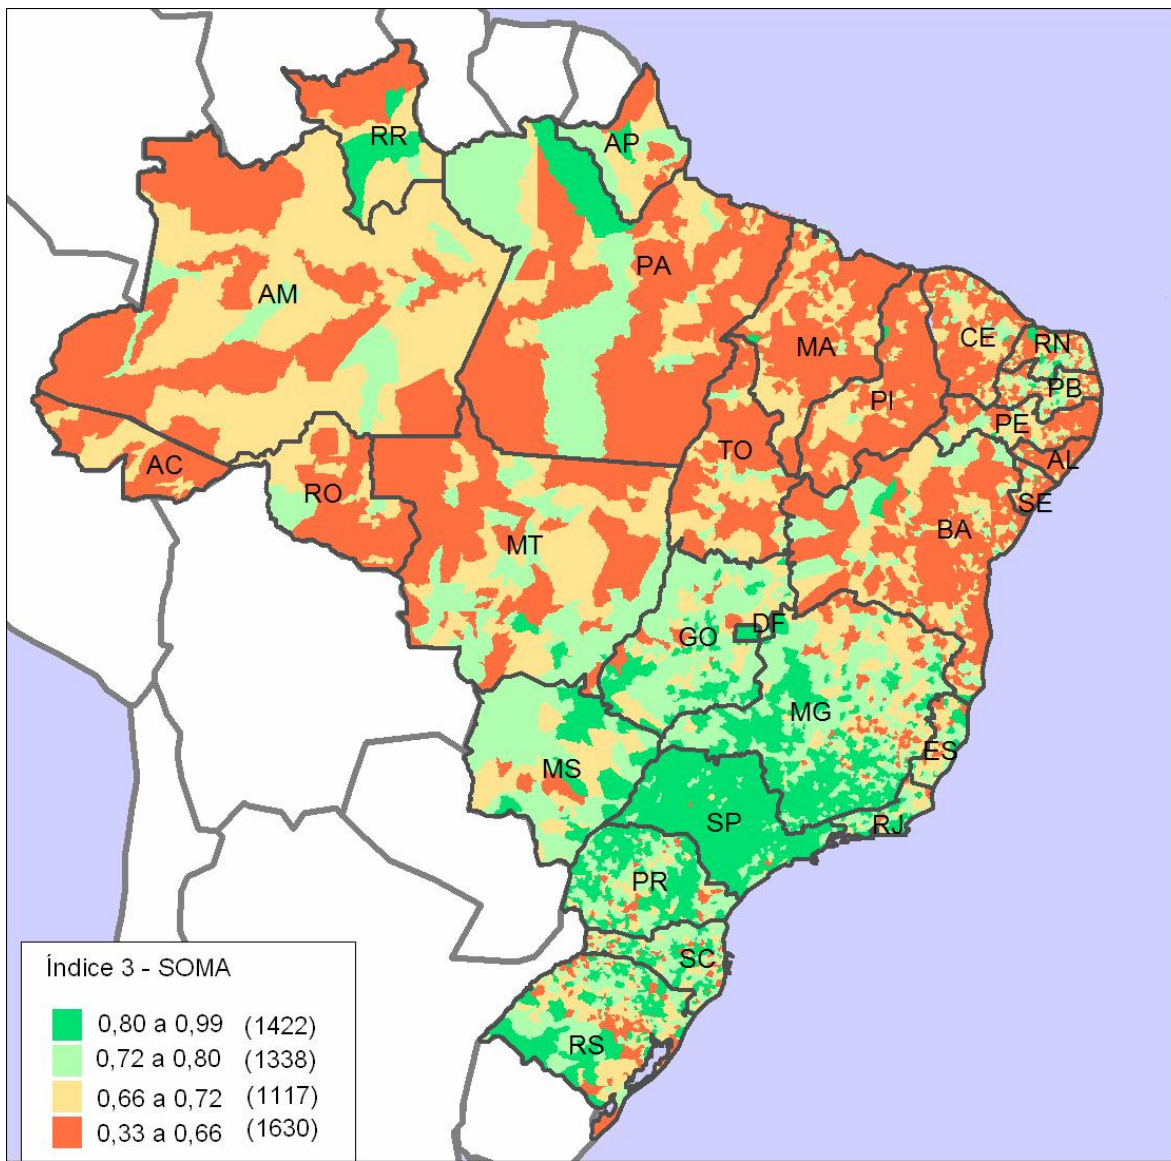 RR
AP
AM
PA
MA
CE
RN
PB
PI
PE
AL
SE
AC
RO
TO
BA
MT
GO
DF
MG
ES
MS
SP
RJ
PR
SC
RS
Índice 3 - SOMA
0,80 a 0,99 (1422)
0,72 a 0,80 (1338)
0,66 a 0,72 (1117)
0,33 a 0,66 (1630)